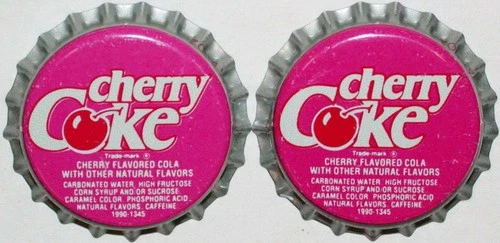 cherry
Coke
Trade-mark ®
CHERRY FLAVORED COLA
WITH OTHER NATURAL FLAVORS
CARBONATED WATER, HIGH FRUCTOSE
CORN SYRUP AND/OR SUCROSE,
CARAMEL COLOR, PHOSPHORIC ACID,
NATURAL FLAVORS, CAFFEINE.
1990-1345
cherry
Coke
Trade-mark ®
CHERRY FLAVORED COLA
WITH OTHER NATURAL FLAVORS
CARBONATED WATER, HIGH FRUCTOSE
CORN SYRUP AND/OR SUCROSE,
CARAMEL COLOR, PHOSPHORIC ACID,
NATURAL FLAVORS, CAFFEINE.
1990-1345